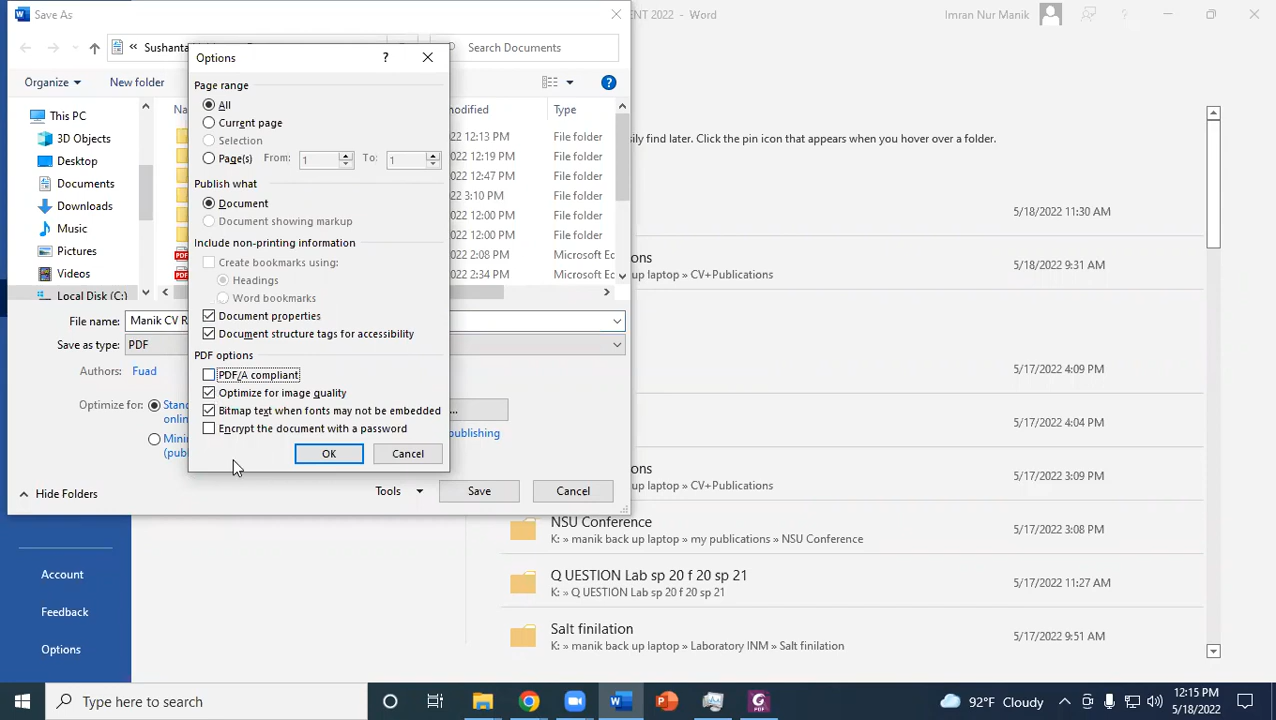 Save As
ENT 2022 - Word
Imran Nur Manik
?
« Sushanta
Search Documents
Options
?
Organize
New folder
?
Page range
All
Current page
Selection
Page(s) From: 1 To: 1
Publish what
Document
Document showing markup
Include non-printing information
Create bookmarks using:
Headings
Word bookmarks
Document properties
Document structure tags for accessibility
PDF options
PDF/A compliant
Optimize for image quality
Bitmap text when fonts may not be embedded
Encrypt the document with a password
OK
Cancel
This PC
3D Objects
Desktop
Documents
Downloads
Music
Pictures
Videos
Local Disk (C:)
Na
PDF
PDF
modified
Type
022 12:13 PM File folder
022 12:19 PM File folder
022 12:47 PM File folder
022 3:10 PM File folder
022 12:00 PM File folder
022 12:00 PM File folder
022 2:08 PM Microsoft Ed
022 2:34 PM Microsoft Ed
File name: Manik CV R
Save as type: PDF
Authors: Fuad
Optimize for: Stan
onlin
Minir
(pub
...
publishing
Hide Folders
Tools
Save
Cancel
sily find later. Click the pin icon that appears when you hover over a folder.
5/18/2022 11:30 AM
ons
up laptop » CV+Publications
5/18/2022 9:31 AM
5/17/2022 4:09 PM
5/17/2022 4:04 PM
ons
up laptop » CV+Publications
5/17/2022 3:09 PM
NSU Conference
K: » manik back up laptop » my publications » NSU Conference
5/17/2022 3:08 PM
Q UESTION Lab sp 20 f 20 sp 21
K: » Q UESTION Lab sp 20 f 20 sp 21
5/17/2022 11:27 AM
Salt finilation
K: » manik back up laptop » Laboratory INM » Salt finilation
5/17/2022 9:51 AM
Account
Feedback
Options
Type here to search
92°F Cloudy
12:15 PM
5/18/2022